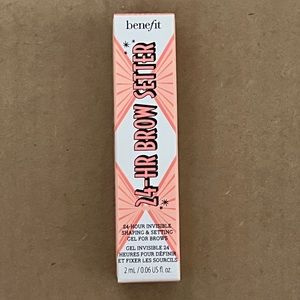 benefit
24-HR BROW SETTER
24-HOUR INVISIBLE
SHAPING & SETTING
GEL FOR BROWS
GEL INVISIBLE 24
HEURES POUR DÉFINIR
ET FIXER LES SOURCILS
2 mL / 0.06 US fl. oz.